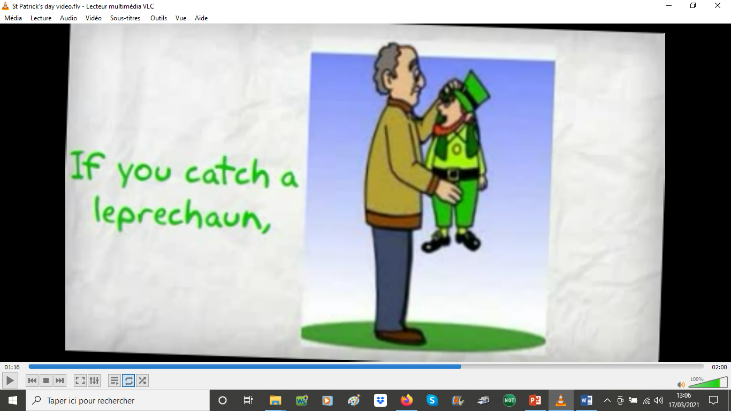 St Patrick's day video.flv - Lecteur multimédia VLC
Média Lecture Audio Vidéo Sous-titres Outils Vue Aide
If you catch a
leprechaun,
01:16 02:00
100%
Taper ici pour rechercher
13:06
17/03/2021